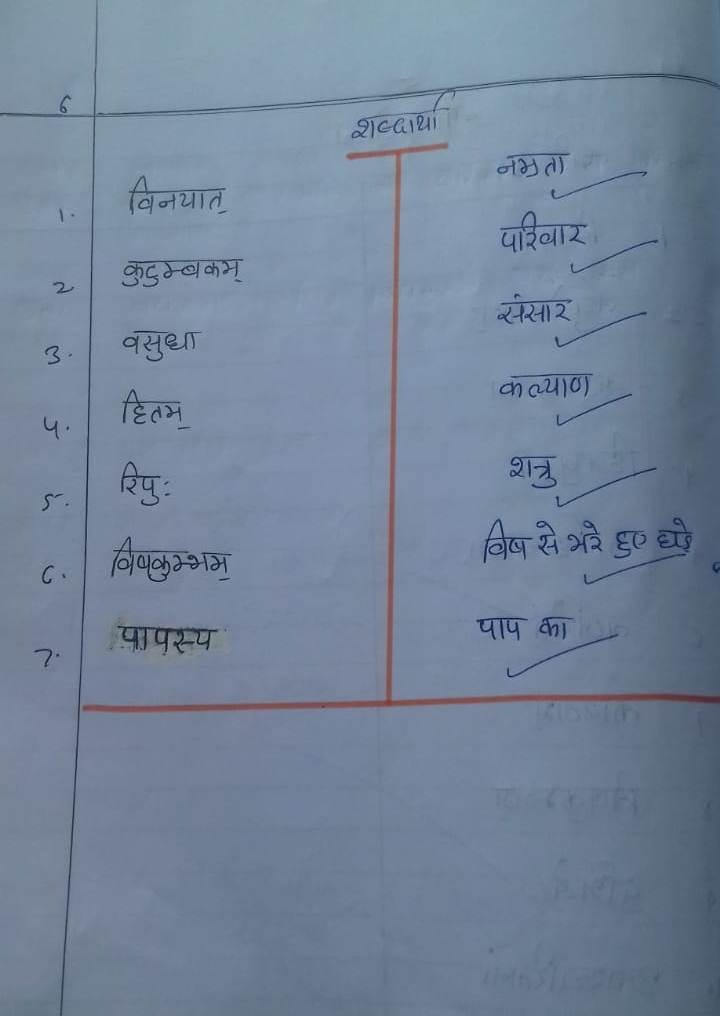 6
शब्दार्था
1. विनयात् नम्रता
2 कुटुम्बकम् परिवार
3. वसुधा संसार
4. हितम् कल्याण
5. रिपुः शत्रु
6. विषकुम्भम् विष से भरे हुए घड़े
7. पापस्य पाप का